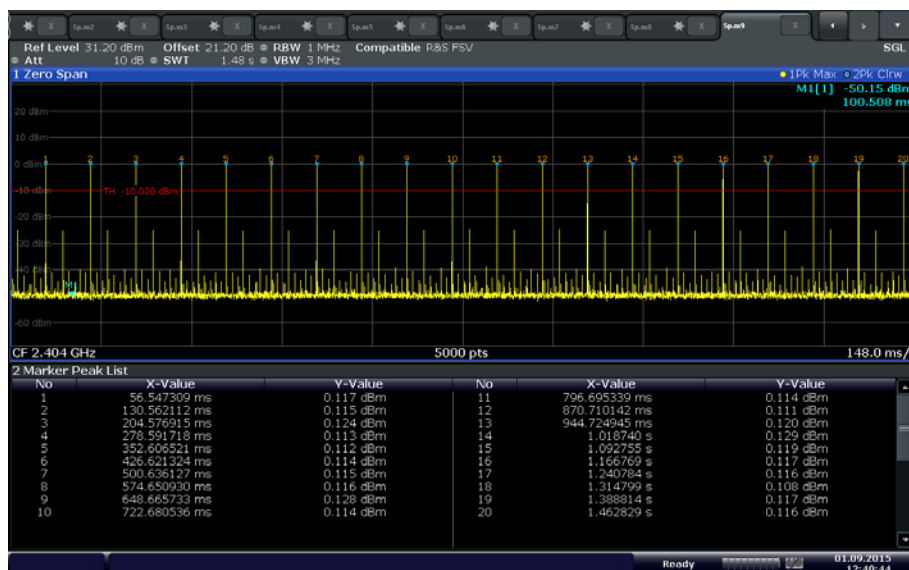 X Sp.m2 X Sp.m3 X Sp.m4 X Sp.m5 X Sp.m6 X Sp.m7 X Sp.m8 X Sp.m9 X
Ref Level 31.20 dBm Offset 21.20 dB RBW 1 MHz Compatible R&S FSV SGL
Att 10 dB SWT 1.48 s VBW 3 MHz
1 Zero Span 1Pk Max 2Pk Clrw
M1[1] -50.15 dBm
100.508 ms
20 dBm
10 dBm
0 dBm
1 2 3 4 5 6 7 8 9 10 11 12 13 14 15 16 17 18 19 20
-10 dBm
TH -10.000 dBm
-20 dBm
-30 dBm
-40 dBm
M1
-60 dBm
CF 2.404 GHz 5000 pts 148.0 ms/
2 Marker Peak List
No X-Value Y-Value No X-Value Y-Value
1 56.547309 ms 0.117 dBm 11 796.695339 ms 0.114 dBm
2 130.562112 ms 0.115 dBm 12 870.710142 ms 0.111 dBm
3 204.576915 ms 0.124 dBm 13 944.724945 ms 0.120 dBm
4 278.591718 ms 0.113 dBm 14 1.018740 s 0.129 dBm
5 352.606521 ms 0.112 dBm 15 1.092755 s 0.119 dBm
6 426.621324 ms 0.114 dBm 16 1.166769 s 0.117 dBm
7 500.636127 ms 0.115 dBm 17 1.240784 s 0.116 dBm
8 574.650930 ms 0.116 dBm 18 1.314799 s 0.108 dBm
9 648.665733 ms 0.128 dBm 19 1.388814 s 0.117 dBm
10 722.680536 ms 0.114 dBm 20 1.462829 s 0.116 dBm
Ready 01.09.2015
12:40:44